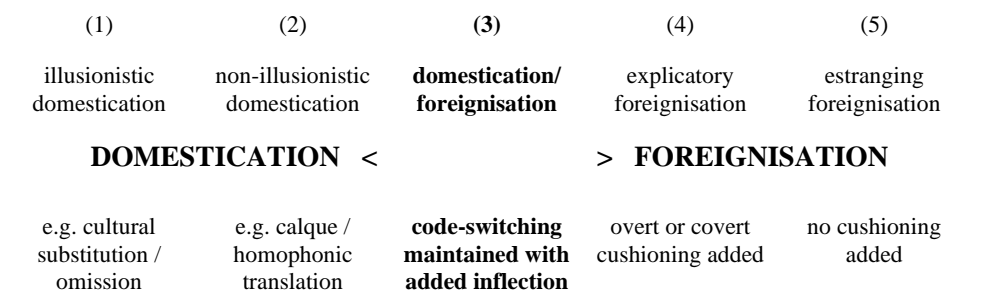 (1) (2) (3) (4) (5)
illusionistic non-illusionistic domestication/ explicatory estranging
domestication domestication foreignisation foreignisation foreignisation
DOMESTICATION < > FOREIGNISATION
e.g. cultural e.g. calque / code-switching overt or covert no cushioning
substitution / homophonic maintained with cushioning added added
omission translation added inflection